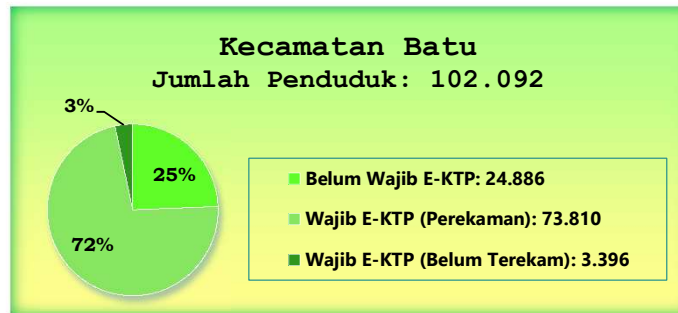 Kecamatan Batu
Jumlah Penduduk: 102.092
3%
25%
72%
Belum Wajib E-KTP: 24.886
Wajib E-KTP (Perekaman): 73.810
Wajib E-KTP (Belum Terekam): 3.396